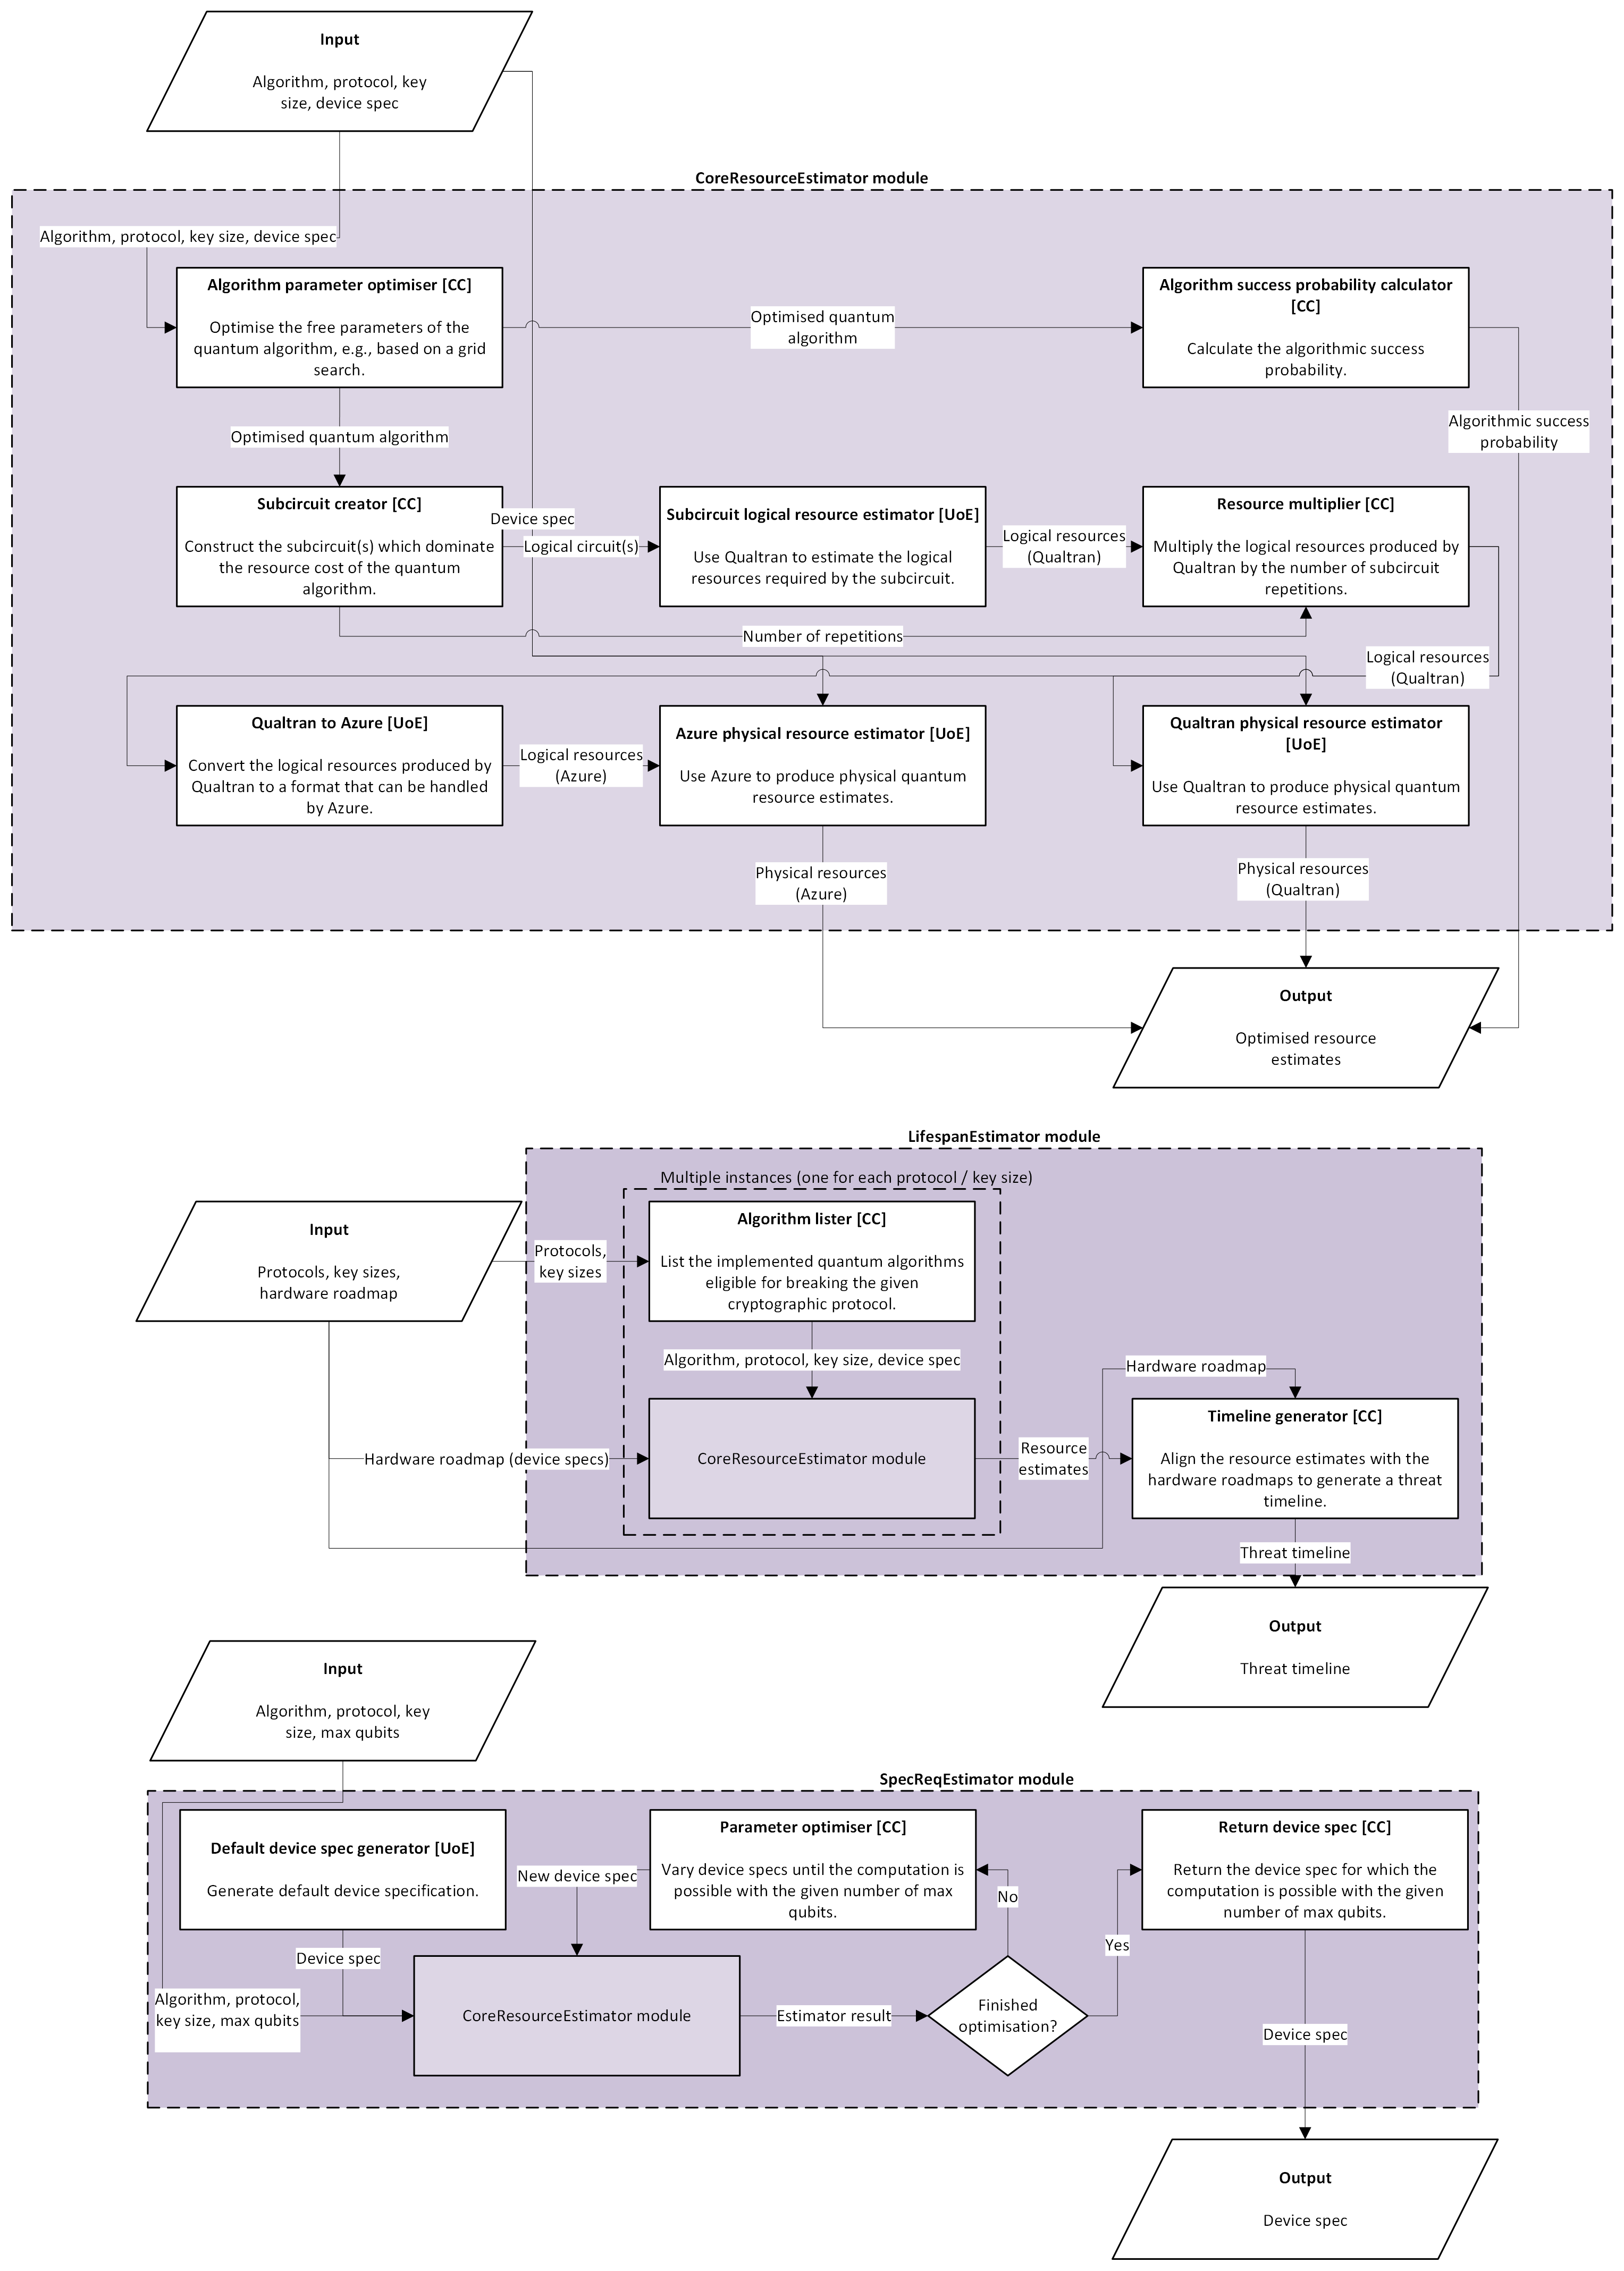 Input
Algorithm, protocol, key
size, device spec
CoreResourceEstimator module
Algorithm, protocol, key size, device spec
Algorithm parameter optimiser [CC]
Optimise the free parameters of the
quantum algorithm, e.g., based on a grid
search.
Optimised quantum
algorithm
Algorithm success probability calculator
[CC]
Calculate the algorithmic success
probability.
Optimised quantum algorithm
Algorithmic success
probability
Subcircuit creator [CC]
Construct the subcircuit(s) which dominate
the resource cost of the quantum
algorithm.
Device spec
Logical circuit(s)
Subcircuit logical resource estimator [UoE]
Use Qualtran to estimate the logical
resources required by the subcircuit.
Logical resources
(Qualtran)
Resource multiplier [CC]
Multiply the logical resources produced by
Qualtran by the number of subcircuit
repetitions.
Number of repetitions
Logical resources
(Qualtran)
Qualtran to Azure [UoE]
Convert the logical resources produced by
Qualtran to a format that can be handled
by Azure.
Logical resources
(Azure)
Azure physical resource estimator [UoE]
Use Azure to produce physical quantum
resource estimates.
Qualtran physical resource estimator
[UoE]
Use Qualtran to produce physical quantum
resource estimates.
Physical resources
(Azure)
Physical resources
(Qualtran)
Output
Optimised resource
estimates
LifespanEstimator module
Multiple instances (one for each protocol / key size)
Input
Protocols, key sizes,
hardware roadmap
Protocols,
key sizes
Algorithm lister [CC]
List the implemented quantum algorithms
eligible for breaking the given
cryptographic protocol.
Algorithm, protocol, key size, device spec
Hardware roadmap
Hardware roadmap (device specs)
CoreResourceEstimator module
Resource
estimates
Timeline generator [CC]
Align the resource estimates with the
hardware roadmaps to generate a threat
timeline.
Threat timeline
Output
Threat timeline
Input
Algorithm, protocol, key
size, max qubits
SpecReqEstimator module
Default device spec generator [UoE]
Generate default device specification.
New device spec
Parameter optimiser [CC]
Vary device specs until the computation is
possible with the given number of max
qubits.
No
Return device spec [CC]
Return the device spec for which the
computation is possible with the given
number of max qubits.
Yes
Device spec
Algorithm, protocol,
key size, max qubits
CoreResourceEstimator module
Estimator result
Finished
optimisation?
Device spec
Output
Device spec